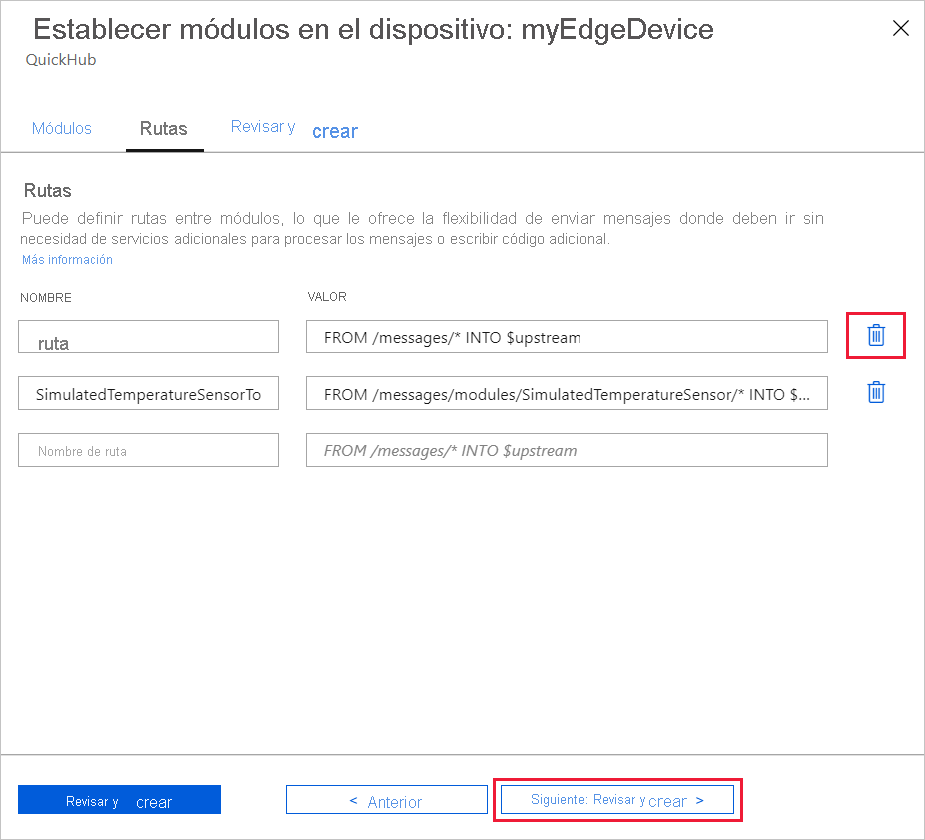 Establecer módulos en el dispositivo: myEdgeDevice
QuickHub
Módulos Rutas Revisar y crear
Rutas
Puede definir rutas entre módulos, lo que le ofrece la flexibilidad de enviar mensajes donde deben ir sin
necesidad de servicios adicionales para procesar los mensajes o escribir código adicional.
Más información
NOMBRE VALOR
ruta FROM /messages/* INTO $upstream
SimulatedTemperatureSensorTo FROM /messages/modules/SimulatedTemperatureSensor/* INTO $...
Nombre de ruta FROM /messages/* INTO $upstream
Revisar y crear < Anterior Siguiente: Revisar y crear >